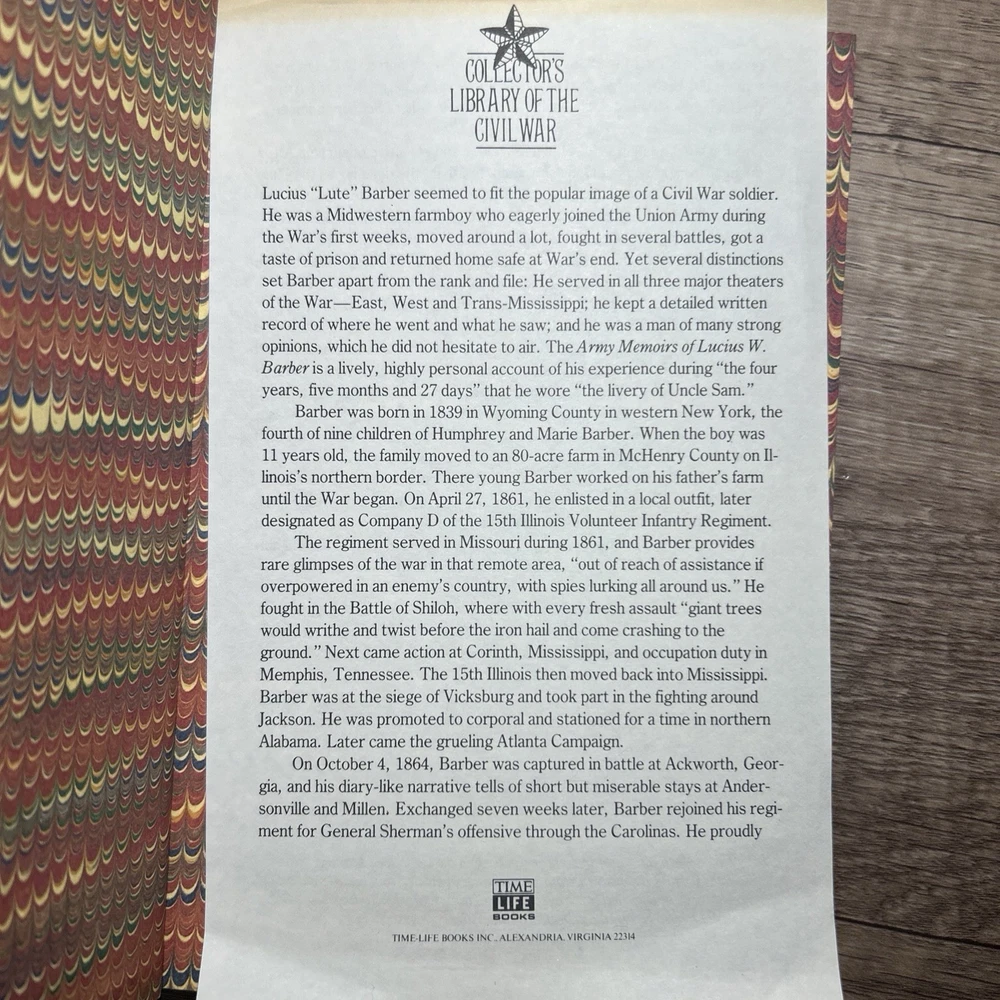 COLLECTOR'S
LIBRARY OF THE
CIVIL WAR
Lucius “Lute” Barber seemed to fit the popular image of a Civil War soldier.
He was a Midwestern farmboy who eagerly joined the Union Army during
the War's first weeks, moved around a lot, fought in several battles, got a
taste of prison and returned home safe at War's end. Yet several distinctions
set Barber apart from the rank and file: He served in all three major theaters
of the War—East, West and Trans-Mississippi; he kept a detailed written
record of where he went and what he saw; and he was a man of many strong
opinions, which he did not hesitate to air. The Army Memoirs of Lucius W.
Barber is a lively, highly personal account of his experience during “the four
years, five months and 27 days” that he wore “the livery of Uncle Sam.”
Barber was born in 1839 in Wyoming County in western New York, the
fourth of nine children of Humphrey and Marie Barber. When the boy was
11 years old, the family moved to an 80-acre farm in McHenry County on Il-
linois's northern border. There young Barber worked on his father's farm
until the War began. On April 27, 1861, he enlisted in a local outfit, later
designated as Company D of the 15th Illinois Volunteer Infantry Regiment.
The regiment served in Missouri during 1861, and Barber provides
rare glimpses of the war in that remote area, “out of reach of assistance if
overpowered in an enemy's country, with spies lurking all around us.” He
fought in the Battle of Shiloh, where with every fresh assault “giant trees
would writhe and twist before the iron hail and come crashing to the
ground.” Next came action at Corinth, Mississippi, and occupation duty in
Memphis, Tennessee. The 15th Illinois then moved back into Mississippi.
Barber was at the siege of Vicksburg and took part in the fighting around
Jackson. He was promoted to corporal and stationed for a time in northern
Alabama. Later came the grueling Atlanta Campaign.
On October 4, 1864, Barber was captured in battle at Ackworth, Geor-
gia, and his diary-like narrative tells of short but miserable stays at Ander-
sonville and Millen. Exchanged seven weeks later, Barber rejoined his regi-
ment for General Sherman's offensive through the Carolinas. He proudly
TIME
LIFE
BOOKS
TIME-LIFE BOOKS INC., ALEXANDRIA, VIRGINIA 22314